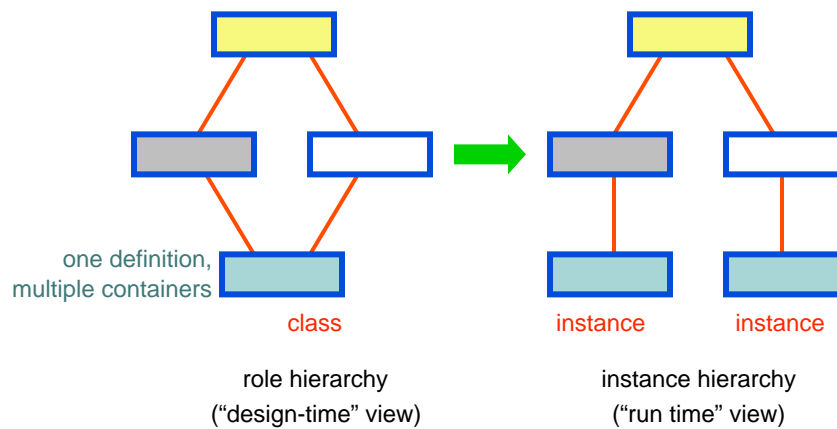 one definition,
multiple containers
class
instance
instance
role hierarchy
(“design-time” view)
instance hierarchy
(“run time” view)